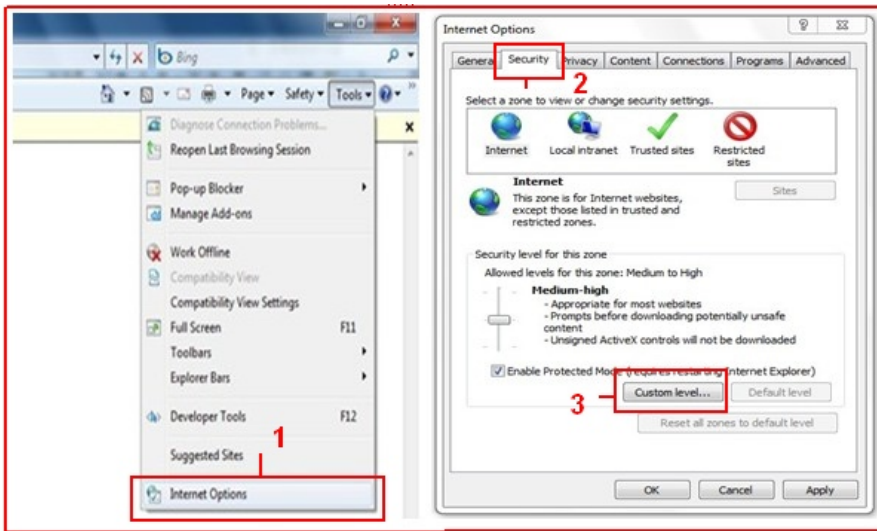 Bing
Page Safety Tools
Diagnose Connection Problems...
Reopen Last Browsing Session
Pop-up Blocker
Manage Add-ons
Work Offline
Compatibility View
Compatibility View Settings
Full Screen F11
Toolbars
Explorer Bars
Developer Tools F12
1
Suggested Sites
Internet Options
Internet Options
General Security Privacy Content Connections Programs Advanced
2
Select a zone to view or change security settings.
Internet Local intranet Trusted sites Restricted
sites
Internet
Sites
This zone is for Internet websites,
except those listed in trusted and
restricted zones.
Security level for this zone
Allowed levels for this zone: Medium to High
Medium-high
- Appropriate for most websites
- Prompts before downloading potentially unsafe
content
- Unsigned ActiveX controls will not be downloaded
Enable Protected Mode (requires restarting Internet Explorer)
3
Custom level... Default level
Reset all zones to default level
OK Cancel Apply